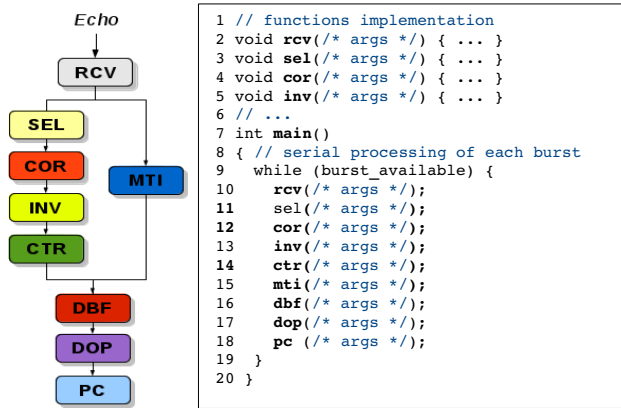 Echo
RCV
SEL
COR
MTI
INV
CTR
DBF
DOP
PC
1 // functions implementation
2 void rcv(/* args */) { ... }
3 void sel(/* args */) { ... }
4 void cor(/* args */) { ... }
5 void inv(/* args */) { ... }
6 // ...
7 int main()
8 { // serial processing of each burst
9 while (burst_available) {
10 rcv(/* args */);
11 sel(/* args */);
12 cor(/* args */);
13 inv(/* args */);
14 ctr(/* args */);
15 mti(/* args */);
16 dbf(/* args */);
17 dop(/* args */);
18 pc (/* args */);
19 }
20 }